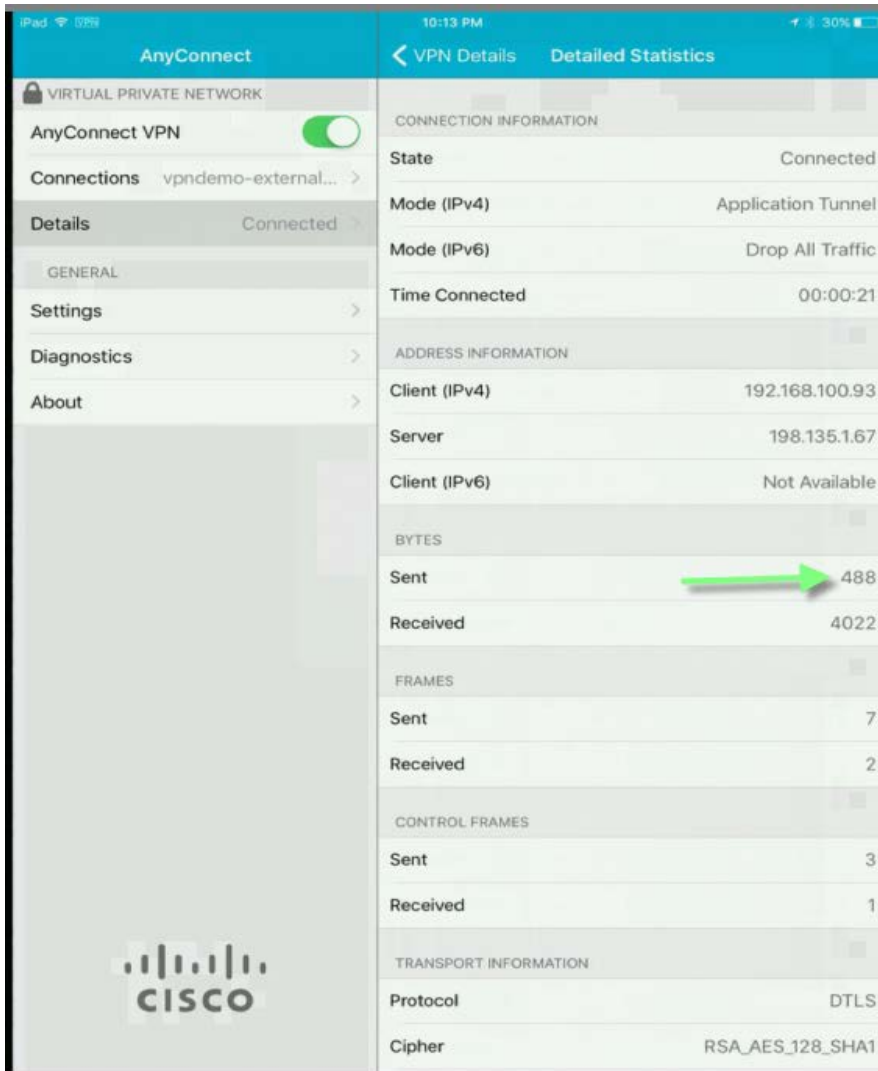 iPad VPN
10:13 PM
30%
AnyConnect
VPN Details
Detailed Statistics
VIRTUAL PRIVATE NETWORK
AnyConnect VPN
Connections vpndemo-external...
Details Connected
GENERAL
Settings
Diagnostics
About
CISCO
CONNECTION INFORMATION
State Connected
Mode (IPv4) Application Tunnel
Mode (IPv6) Drop All Traffic
Time Connected 00:00:21
ADDRESS INFORMATION
Client (IPv4) 192.168.100.93
Server 198.135.1.67
Client (IPv6) Not Available
BYTES
Sent 488
Received 4022
FRAMES
Sent 7
Received 2
CONTROL FRAMES
Sent 3
Received 1
TRANSPORT INFORMATION
Protocol DTLS
Cipher RSA_AES_128_SHA1